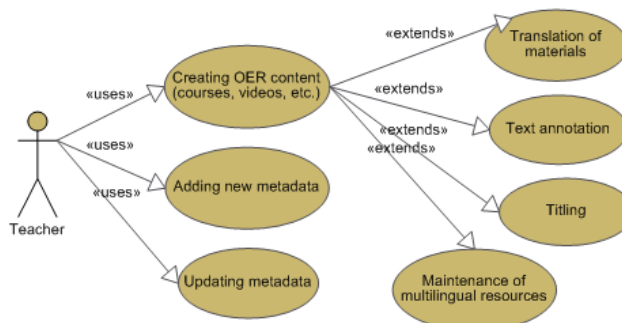 «extends»
Translation of
materials
Creating OER content
(courses, videos, etc.)
«uses»
«extends»
Text annotation
«uses»
«extends»
«extends»
Adding new metadata
«uses»
Titling
Teacher
Updating metadata
Maintenance of
multilingual resources